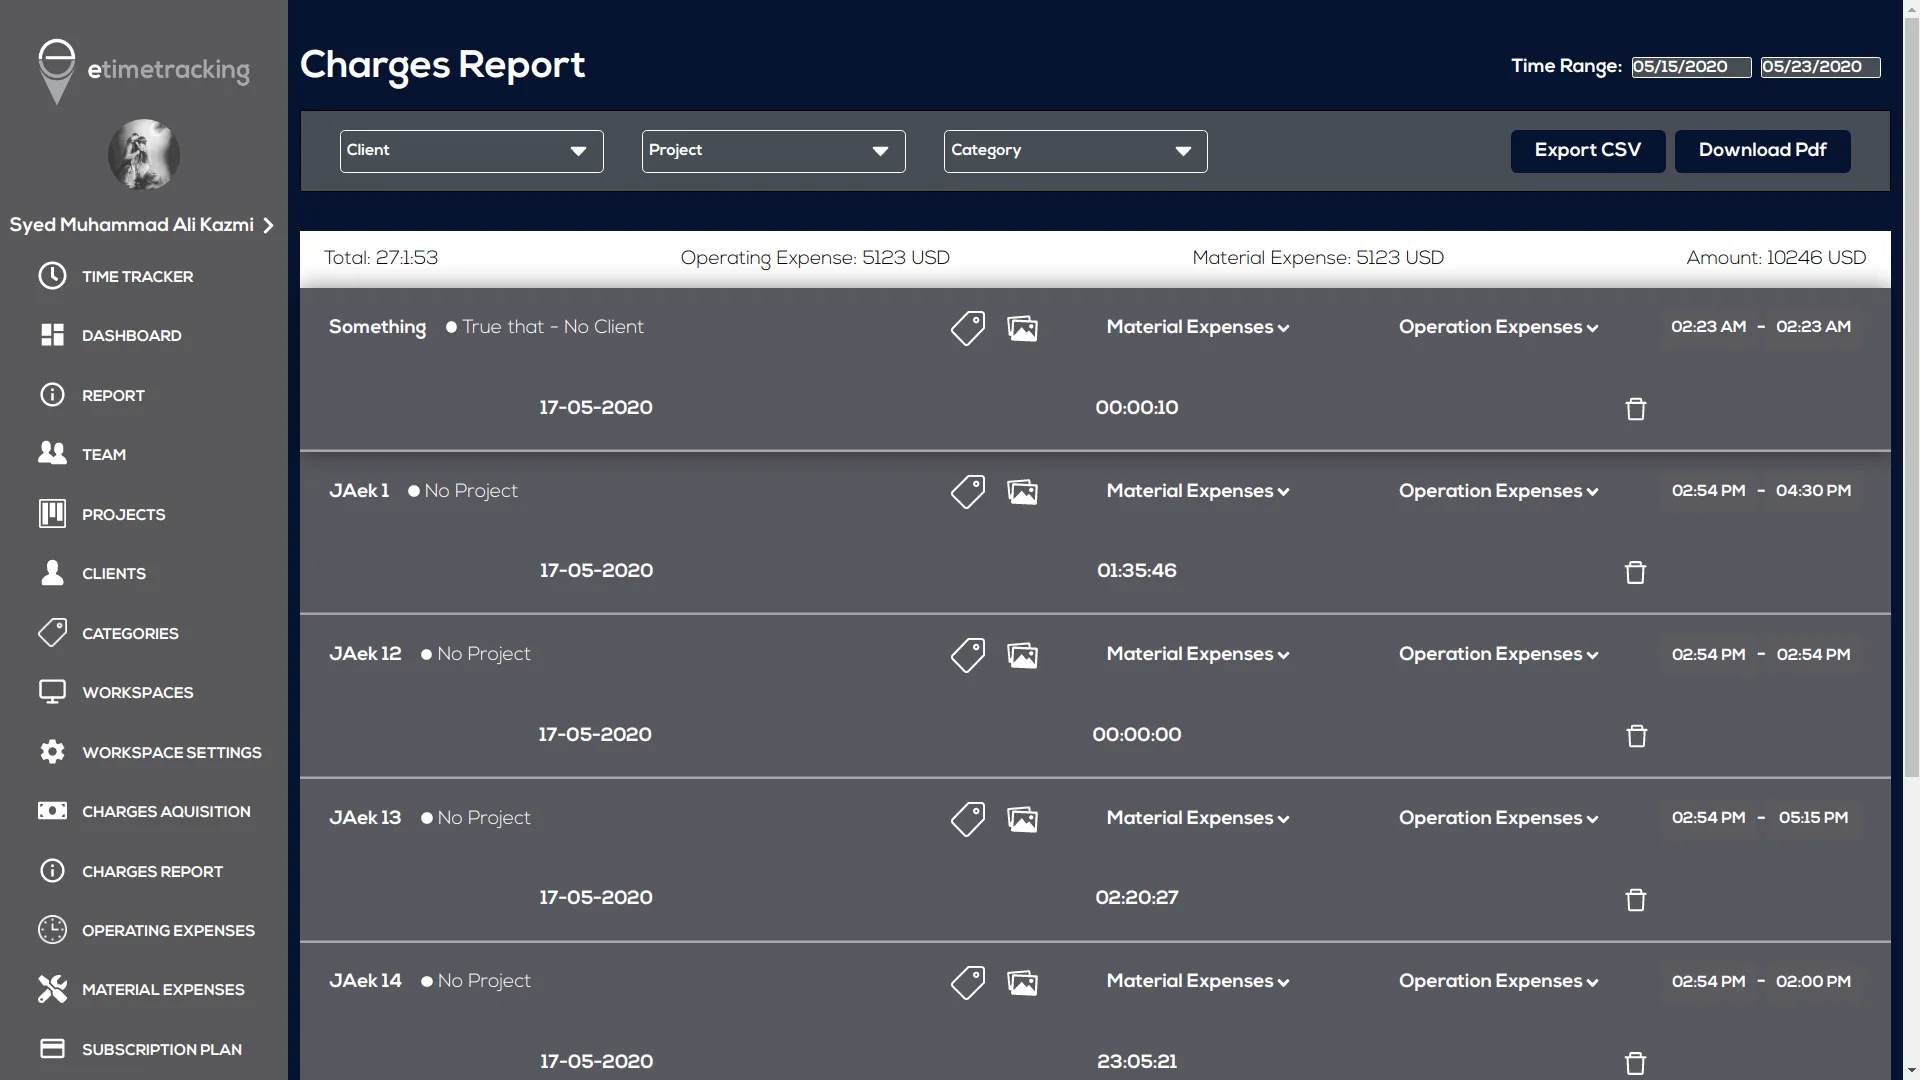 etimetracking
Syed Muhammad Ali Kazmi
TIME TRACKER
DASHBOARD
REPORT
TEAM
PROJECTS
CLIENTS
CATEGORIES
WORKSPACES
WORKSPACE SETTINGS
CHARGES AQUISITION
CHARGES REPORT
OPERATING EXPENSES
MATERIAL EXPENSES
SUBSCRIPTION PLAN
Charges Report
Time Range: 05/15/2020 05/23/2020
Client Project Category Export CSV Download Pdf
Total: 27:1:53 Operating Expense: 5123 USD Material Expense: 5123 USD Amount: 10246 USD
Something True that - No Client Material Expenses Operation Expenses 02:23 AM - 02:23 AM
17-05-2020 00:00:10
JAek 1 No Project Material Expenses Operation Expenses 02:54 PM - 04:30 PM
17-05-2020 01:35:46
JAek 12 No Project Material Expenses Operation Expenses 02:54 PM - 02:54 PM
17-05-2020 00:00:00
JAek 13 No Project Material Expenses Operation Expenses 02:54 PM - 05:15 PM
17-05-2020 02:20:27
JAek 14 No Project Material Expenses Operation Expenses 02:54 PM - 02:00 PM
17-05-2020 23:05:21